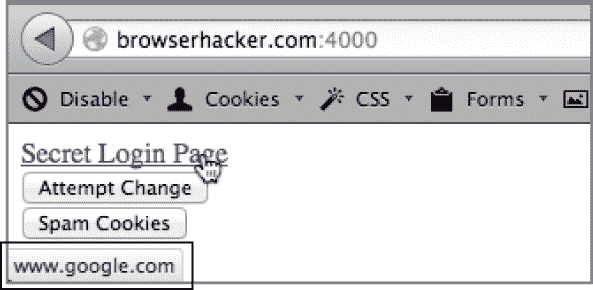 browserhacker.com:4000
Disable Cookies CSS Forms
Secret Login Page
Attempt Change
Spam Cookies
www.google.com